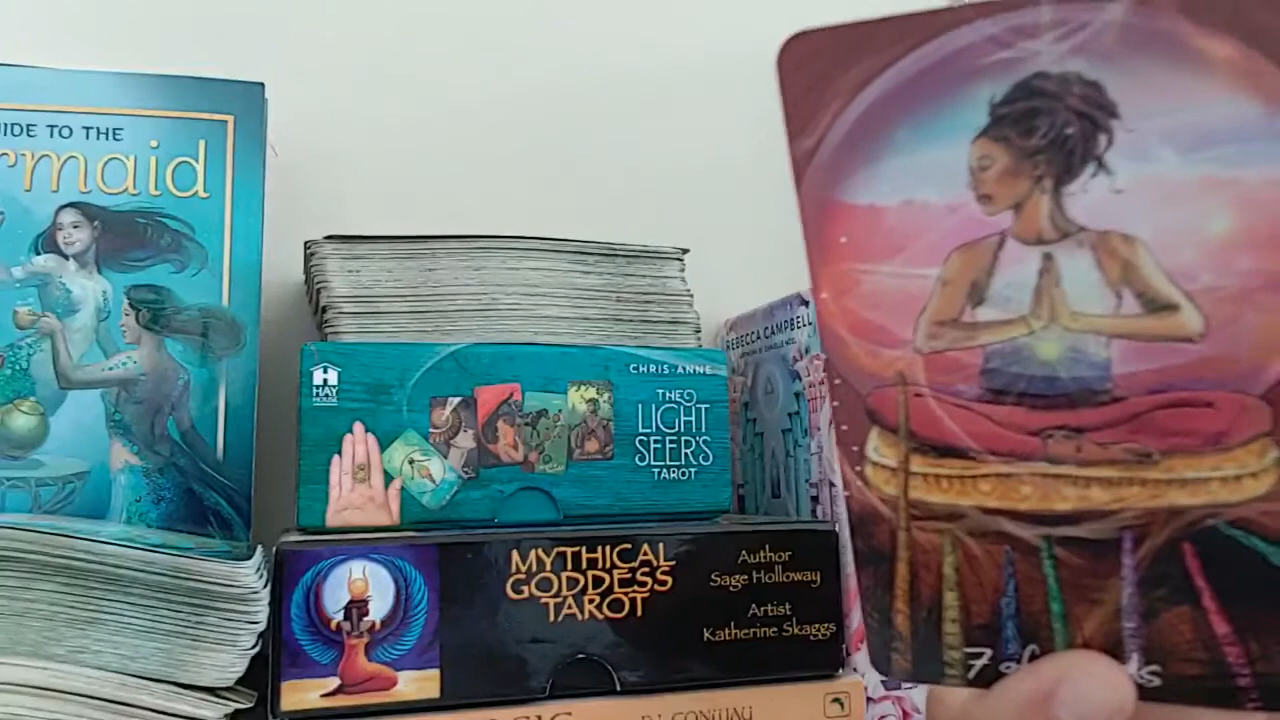 IDE TO THE
rmaid
HAY
HOUSE
CHRIS-ANNE
THE
LIGHT
SEER'S
TAROT
REBECCA CAMPBELL
MYTHICAL
GODDESS
TAROT
Author
Sage Holloway
Artist
Katherine Skaggs
7 of